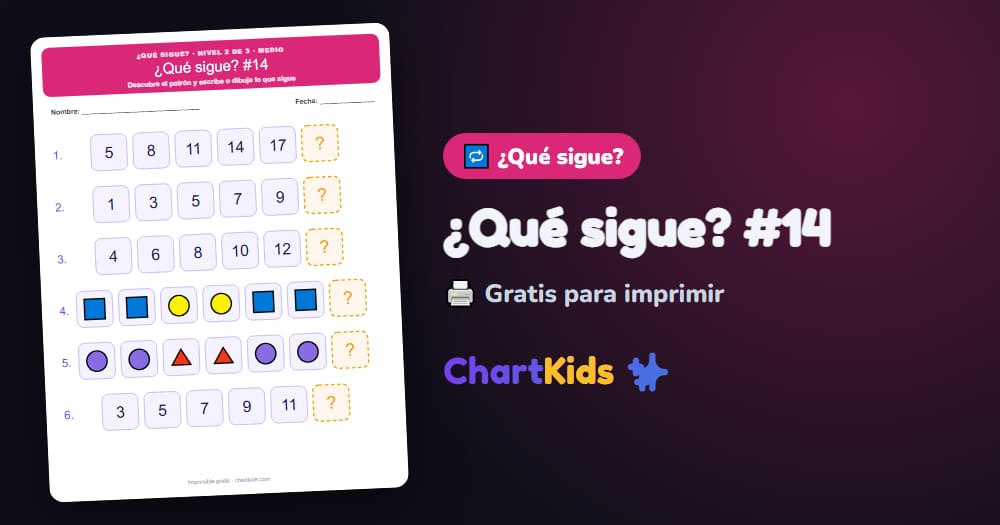 ¿QUÉ SIGUE? · NIVEL 2 DE 3 · MEDIO
¿Qué sigue? #14
Descubre el patrón y escribe o dibuja lo que sigue
Nombre: Fecha:
1. 5 8 11 14 17 ?
2. 1 3 5 7 9 ?
3. 4 6 8 10 12 ?
4. ?
5. ?
6. 3 5 7 9 11 ?
Imprimible gratis · chartkids.com
¿Qué sigue?
¿Qué sigue? #14
Gratis para imprimir
ChartKids